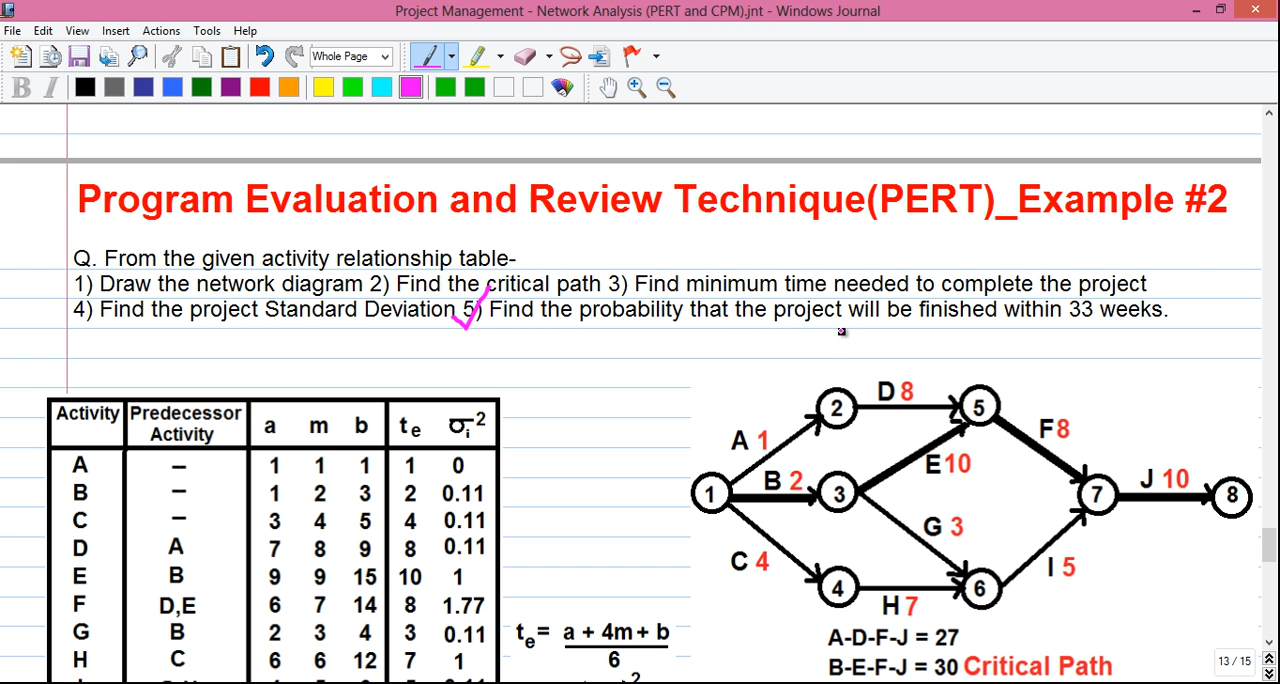 Project Management - Network Analysis (PERT and CPM).jnt - Windows Journal
File Edit View Insert Actions Tools Help
Whole Page
B I
Program Evaluation and Review Technique(PERT)_Example #2
Q. From the given activity relationship table-
1) Draw the network diagram 2) Find the critical path 3) Find minimum time needed to complete the project
4) Find the project Standard Deviation 5) Find the probability that the project will be finished within 33 weeks.
Activity Predecessor Activity a m b te σi²
A – 1 1 1 1 0
B – 1 2 3 2 0.11
C – 3 4 5 4 0.11
D A 7 8 9 8 0.11
E B 9 9 15 10 1
F D,E 6 7 14 8 1.77
G B 2 3 4 3 0.11
H C 6 6 12 7 1
te = a + 4m + b
6
2 D 8 5
A 1 F8
E10
1 B 2 3 7 J 10 8
G 3
C 4 I 5
4 H 7 6
A-D-F-J = 27
B-E-F-J = 30 Critical Path
13 / 15